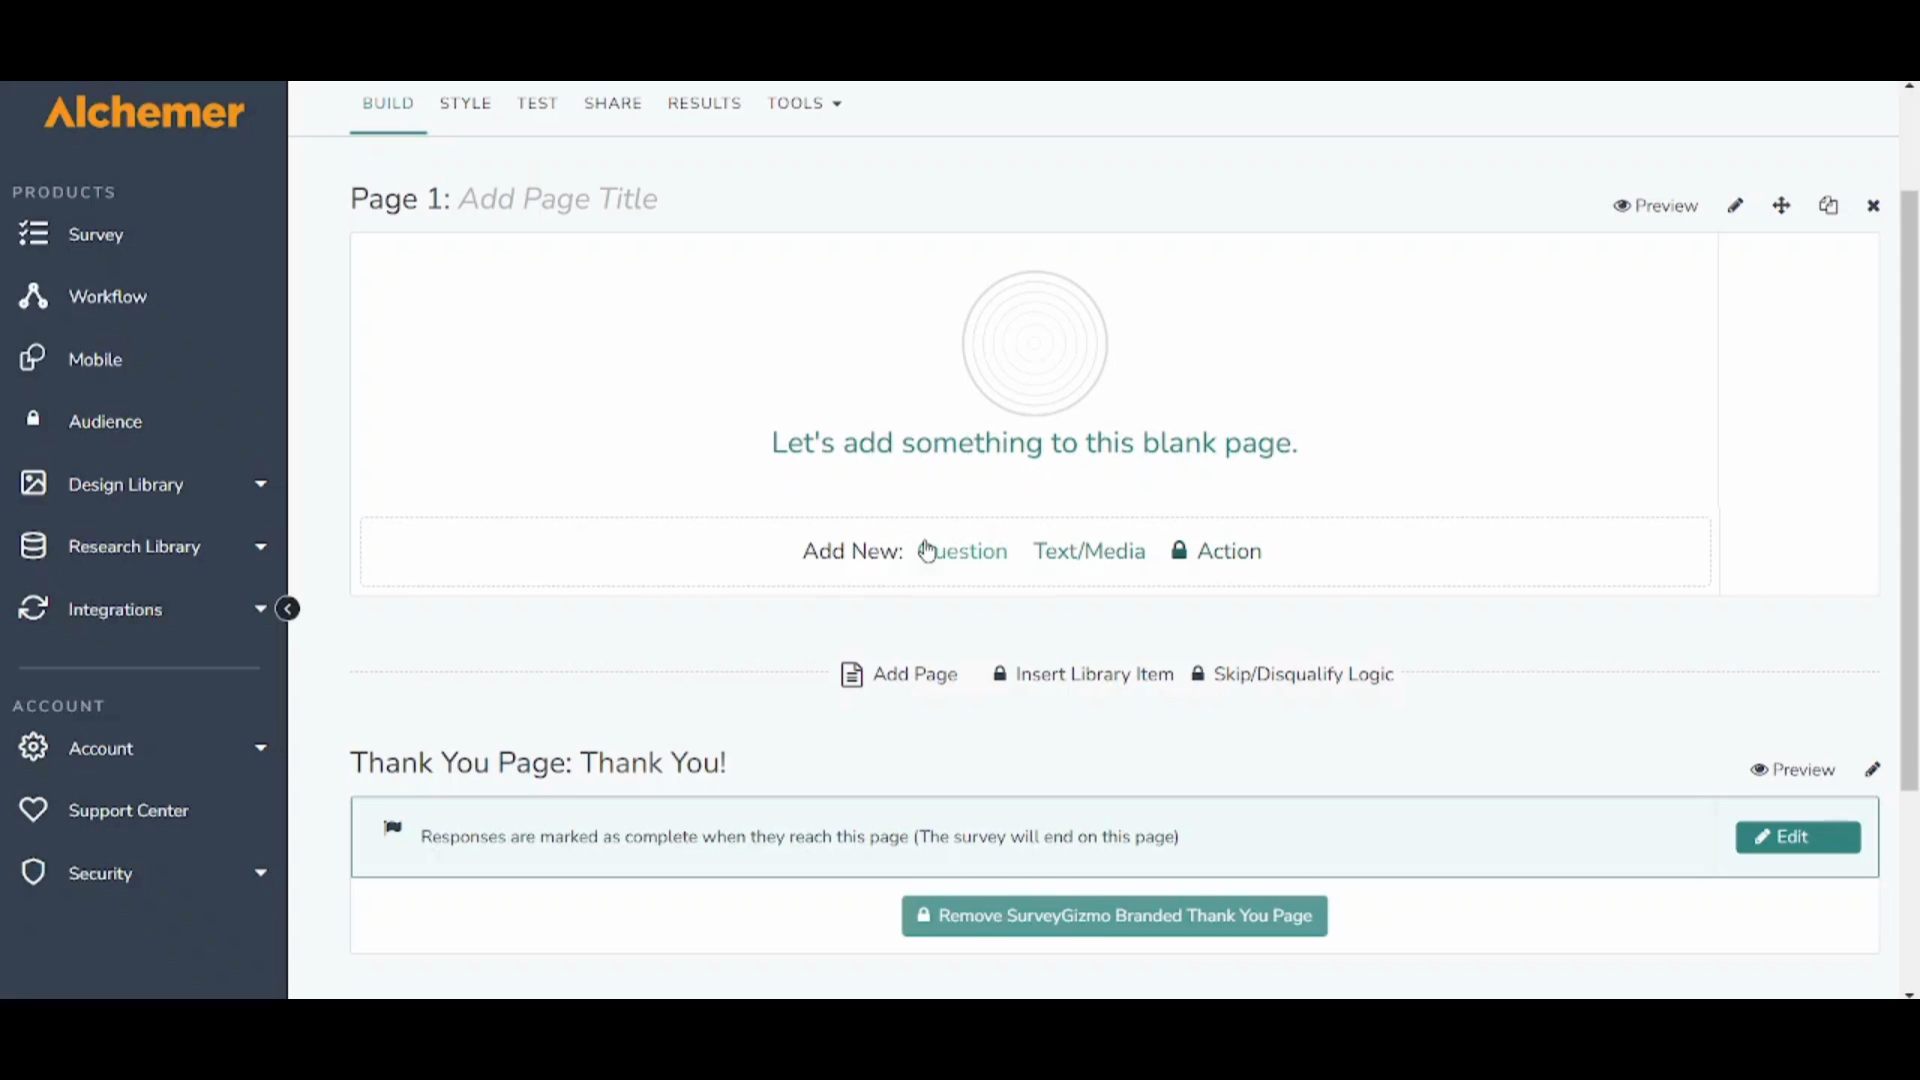 Alchemer
BUILD STYLE TEST SHARE RESULTS TOOLS
PRODUCTS
Survey
Workflow
Mobile
Audience
Design Library
Research Library
Integrations
ACCOUNT
Account
Support Center
Security
Page 1: Add Page Title
Preview
Let's add something to this blank page.
Add New: Question Text/Media Action
Add Page Insert Library Item Skip/Disqualify Logic
Thank You Page: Thank You!
Preview
Responses are marked as complete when they reach this page (The survey will end on this page)
Edit
Remove SurveyGizmo Branded Thank You Page